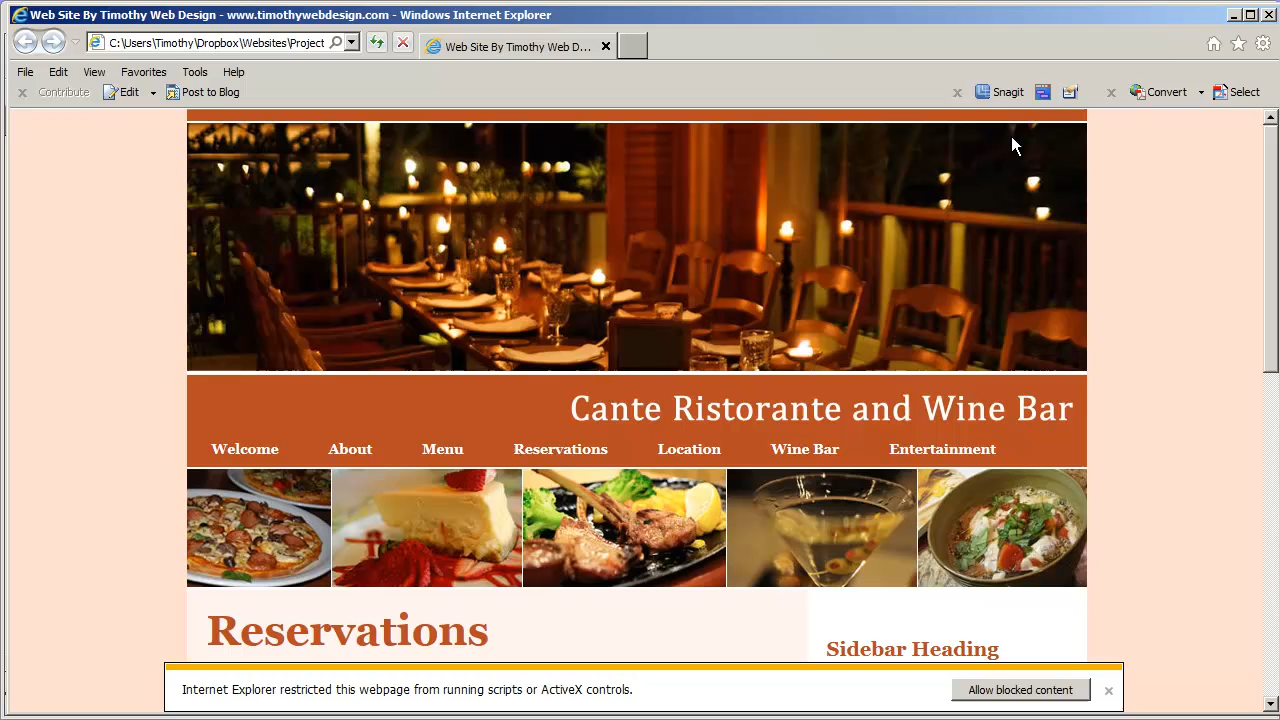 Web Site By Timothy Web Design - www.timothywebdesign.com - Windows Internet Explorer
C:\Users\Timothy\Dropbox\Websites\Project
Web Site By Timothy Web D...
File Edit View Favorites Tools Help
Contribute Edit Post to Blog Snagit Convert Select
Cante Ristorante and Wine Bar
Welcome About Menu Reservations Location Wine Bar Entertainment
Reservations
Sidebar Heading
Internet Explorer restricted this webpage from running scripts or ActiveX controls.
Allow blocked content